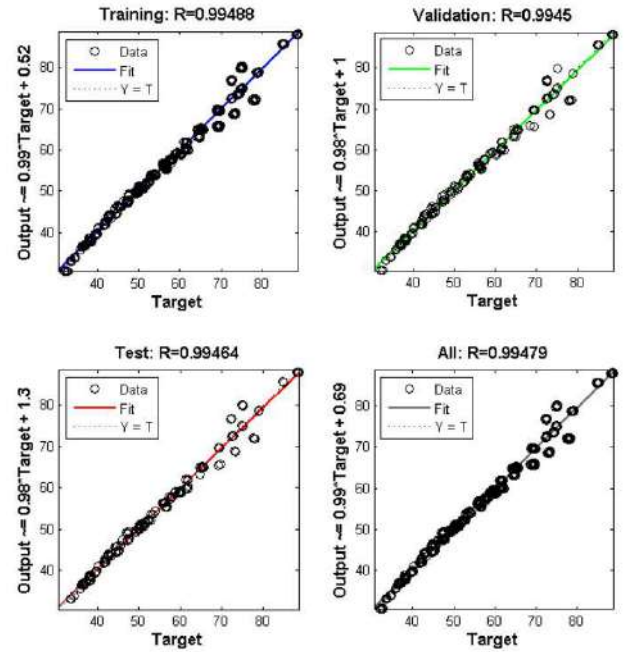 Training: R=0.99488
Output ~= 0.99*Target + 0.52
Data
Fit
Y = T
80
70
60
50
40
40 50 60 70 80
Target
Validation: R=0.9945
Output ~= 0.98*Target + 1
Data
Fit
Y = T
80
70
60
50
40
40 50 60 70 80
Target
Test: R=0.99464
Output ~= 0.98*Target + 1.3
Data
Fit
Y = T
80
70
60
50
40
40 50 60 70 80
Target
All: R=0.99479
Output ~= 0.99*Target + 0.69
Data
Fit
Y = T
80
70
60
50
40
40 50 60 70 80
Target